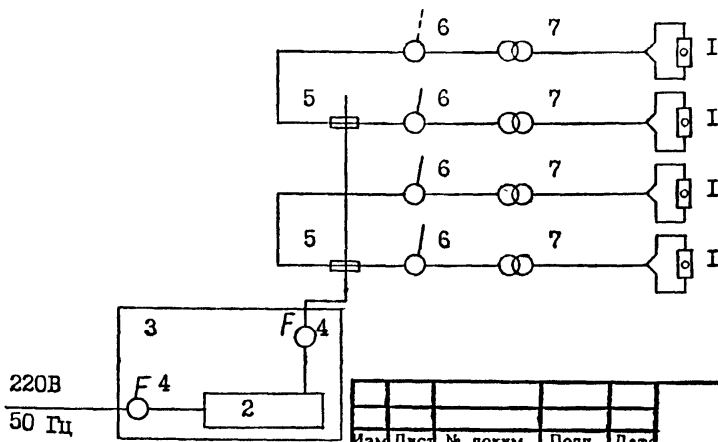 6 7 I
5 6 7 I
6 7 I
5 6 7 I
3 F 4
220В F 4
50 Гц 2
Изм Лист № докум. Подп. Дата